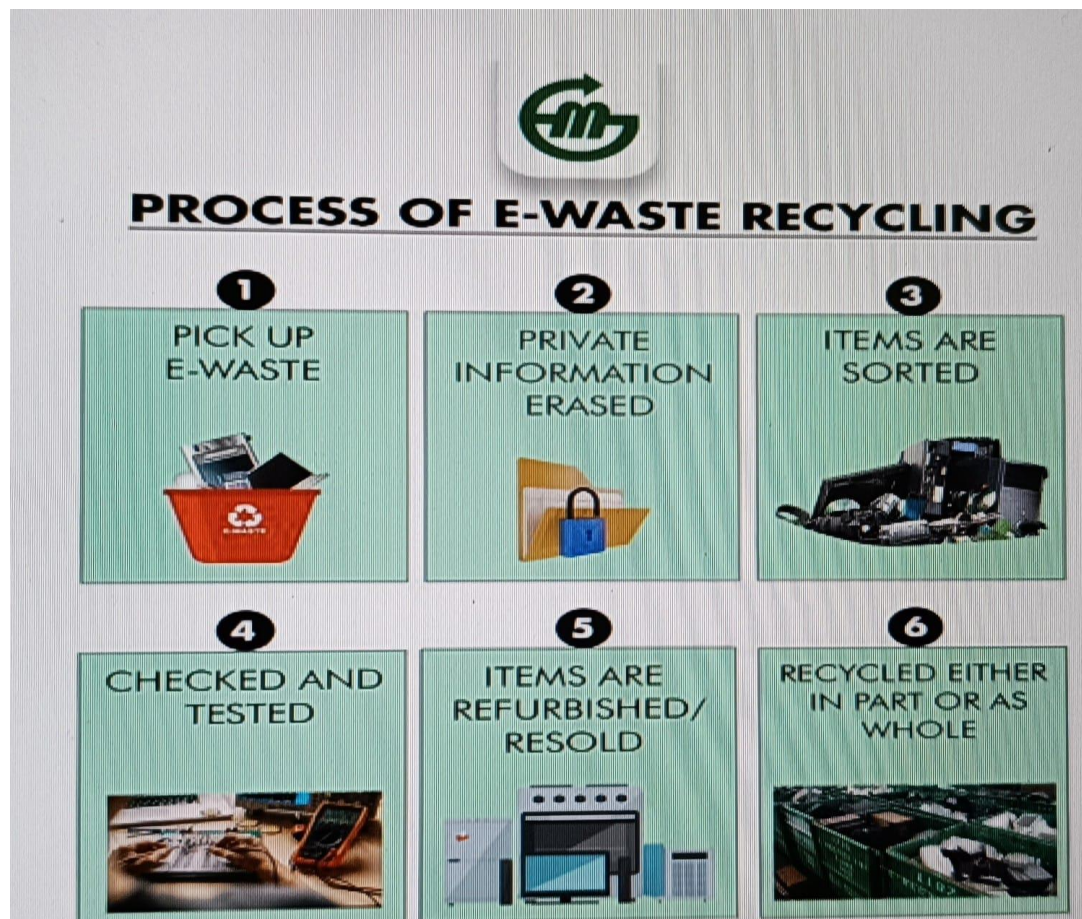 PROCESS OF E-WASTE RECYCLING
1
PICK UP
E-WASTE
E-WASTE
2
PRIVATE
INFORMATION
ERASED
3
ITEMS ARE
SORTED
4
CHECKED AND
TESTED
5
ITEMS ARE
REFURBISHED/
RESOLD
6
RECYCLED EITHER
IN PART OR AS
WHOLE